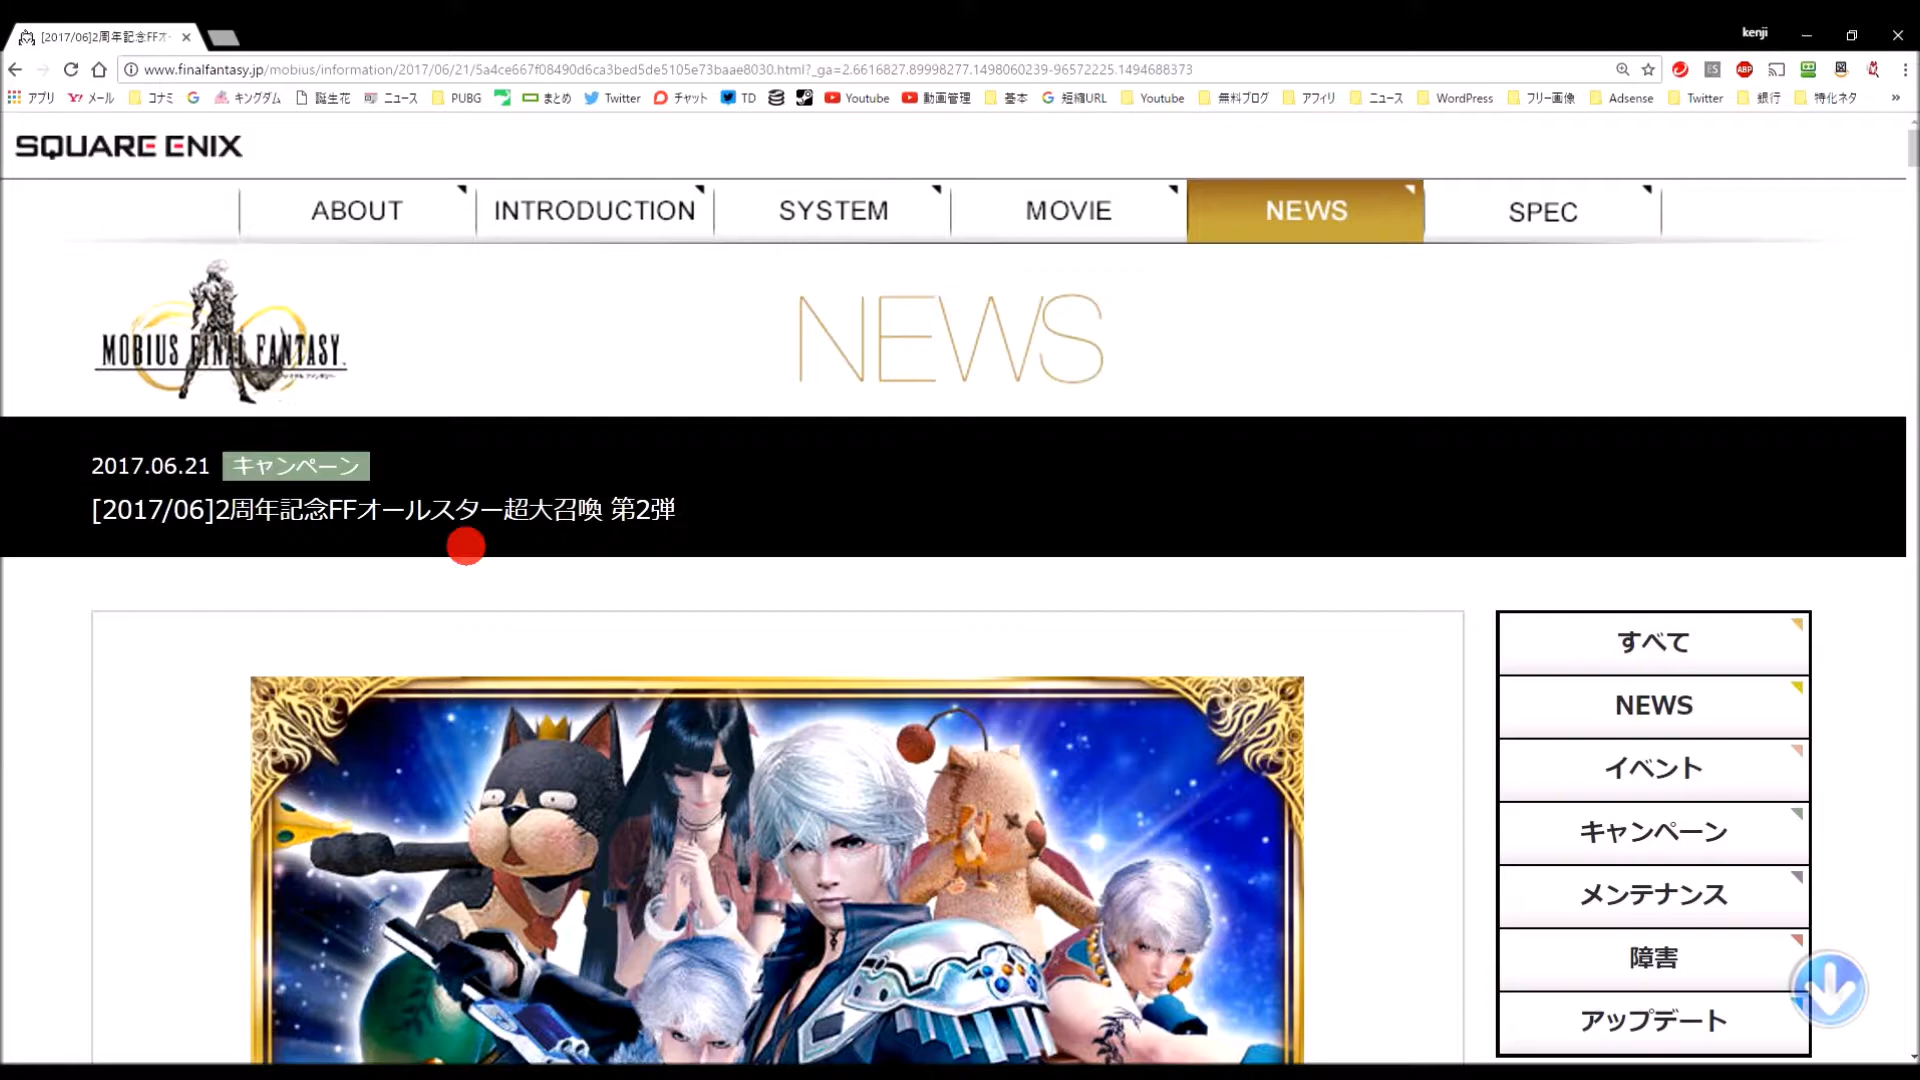 [2017/06]2周年記念FFオー
kenji
www.finalfantasy.jp/mobius/information/2017/06/21/5a4ce667f08490d6ca3bed5de5105e73baae8030.html?_ga=2.6616827.89998277.1498060239-96572225.1494688373
アプリ メール コナミ キングダム 誕生花 ニュース PUBG まとめ Twitter チャット TD Youtube 動画管理 基本 短縮URL Youtube 無料ブログ アフィリ ニュース WordPress フリー画像 Adsense Twitter 銀行 特化ネタ »
SQUARE ENIX
ABOUT INTRODUCTION SYSTEM MOVIE NEWS SPEC
MOBIUS FINAL FANTASY
NEWS
2017.06.21 キャンペーン
[2017/06]2周年記念FFオールスター超大召喚 第2弾
すべて
NEWS
イベント
キャンペーン
メンテナンス
障害
アップデート